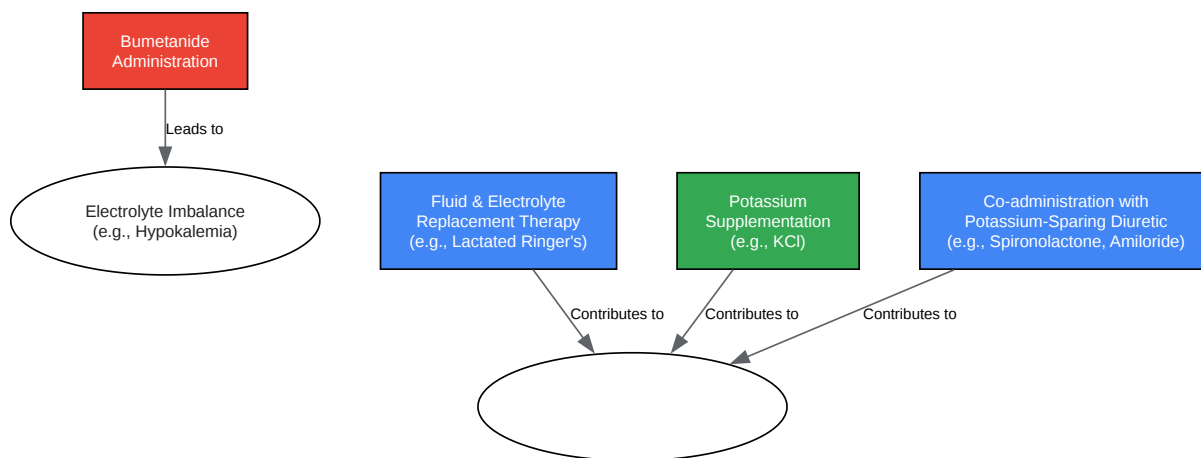 Bumetanide
Administration
Leads to
Electrolyte Imbalance
(e.g., Hypokalemia)
Fluid & Electrolyte
Replacement Therapy
(e.g., Lactated Ringer's)
Potassium
Supplementation
(e.g., KCl)
Co-administration with
Potassium-Sparing Diuretic
(e.g., Spironolactone, Amiloride)
Contributes to
Contributes to
Contributes to